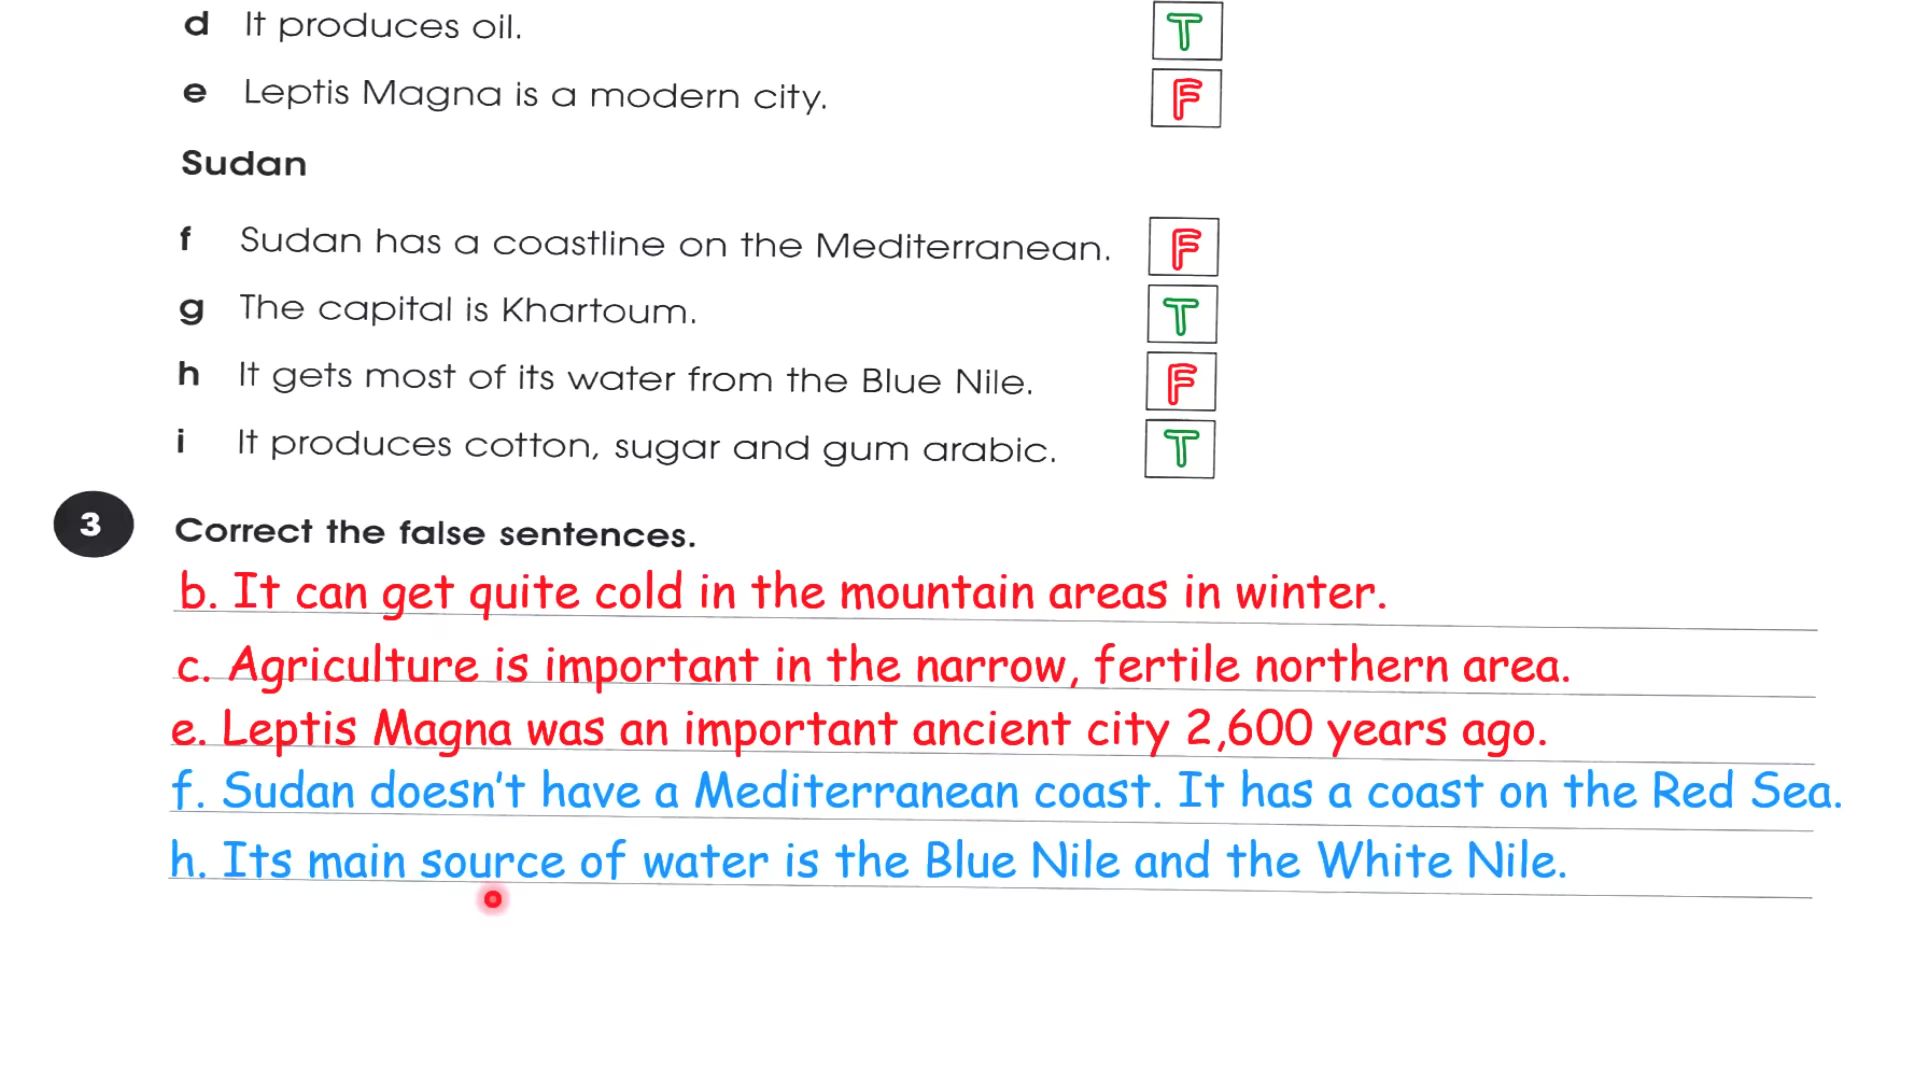 d It produces oil. T
e Leptis Magna is a modern city. F
Sudan
f Sudan has a coastline on the Mediterranean. F
g The capital is Khartoum. T
h It gets most of its water from the Blue Nile. F
i It produces cotton, sugar and gum arabic. T
3 Correct the false sentences.
b. It can get quite cold in the mountain areas in winter.
c. Agriculture is important in the narrow, fertile northern area.
e. Leptis Magna was an important ancient city 2,600 years ago.
f. Sudan doesn't have a Mediterranean coast. It has a coast on the Red Sea.
h. Its main source of water is the Blue Nile and the White Nile.